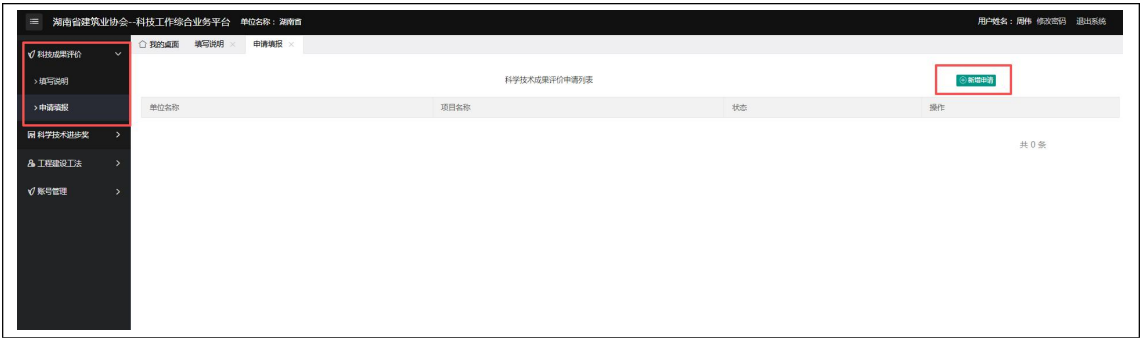 湖南省建筑业协会--科技工作综合业务平台 单位名称：湖南省 用户姓名：周伟 修改密码 退出系统
科技成果评价
我的桌面 填写说明 × 申请填报 ×
>填写说明
科学技术成果评价申请列表 新增申请
>申请填报
单位名称 项目名称 状态 操作
科学技术进步奖
共 0 条
工程建设工法
账号管理